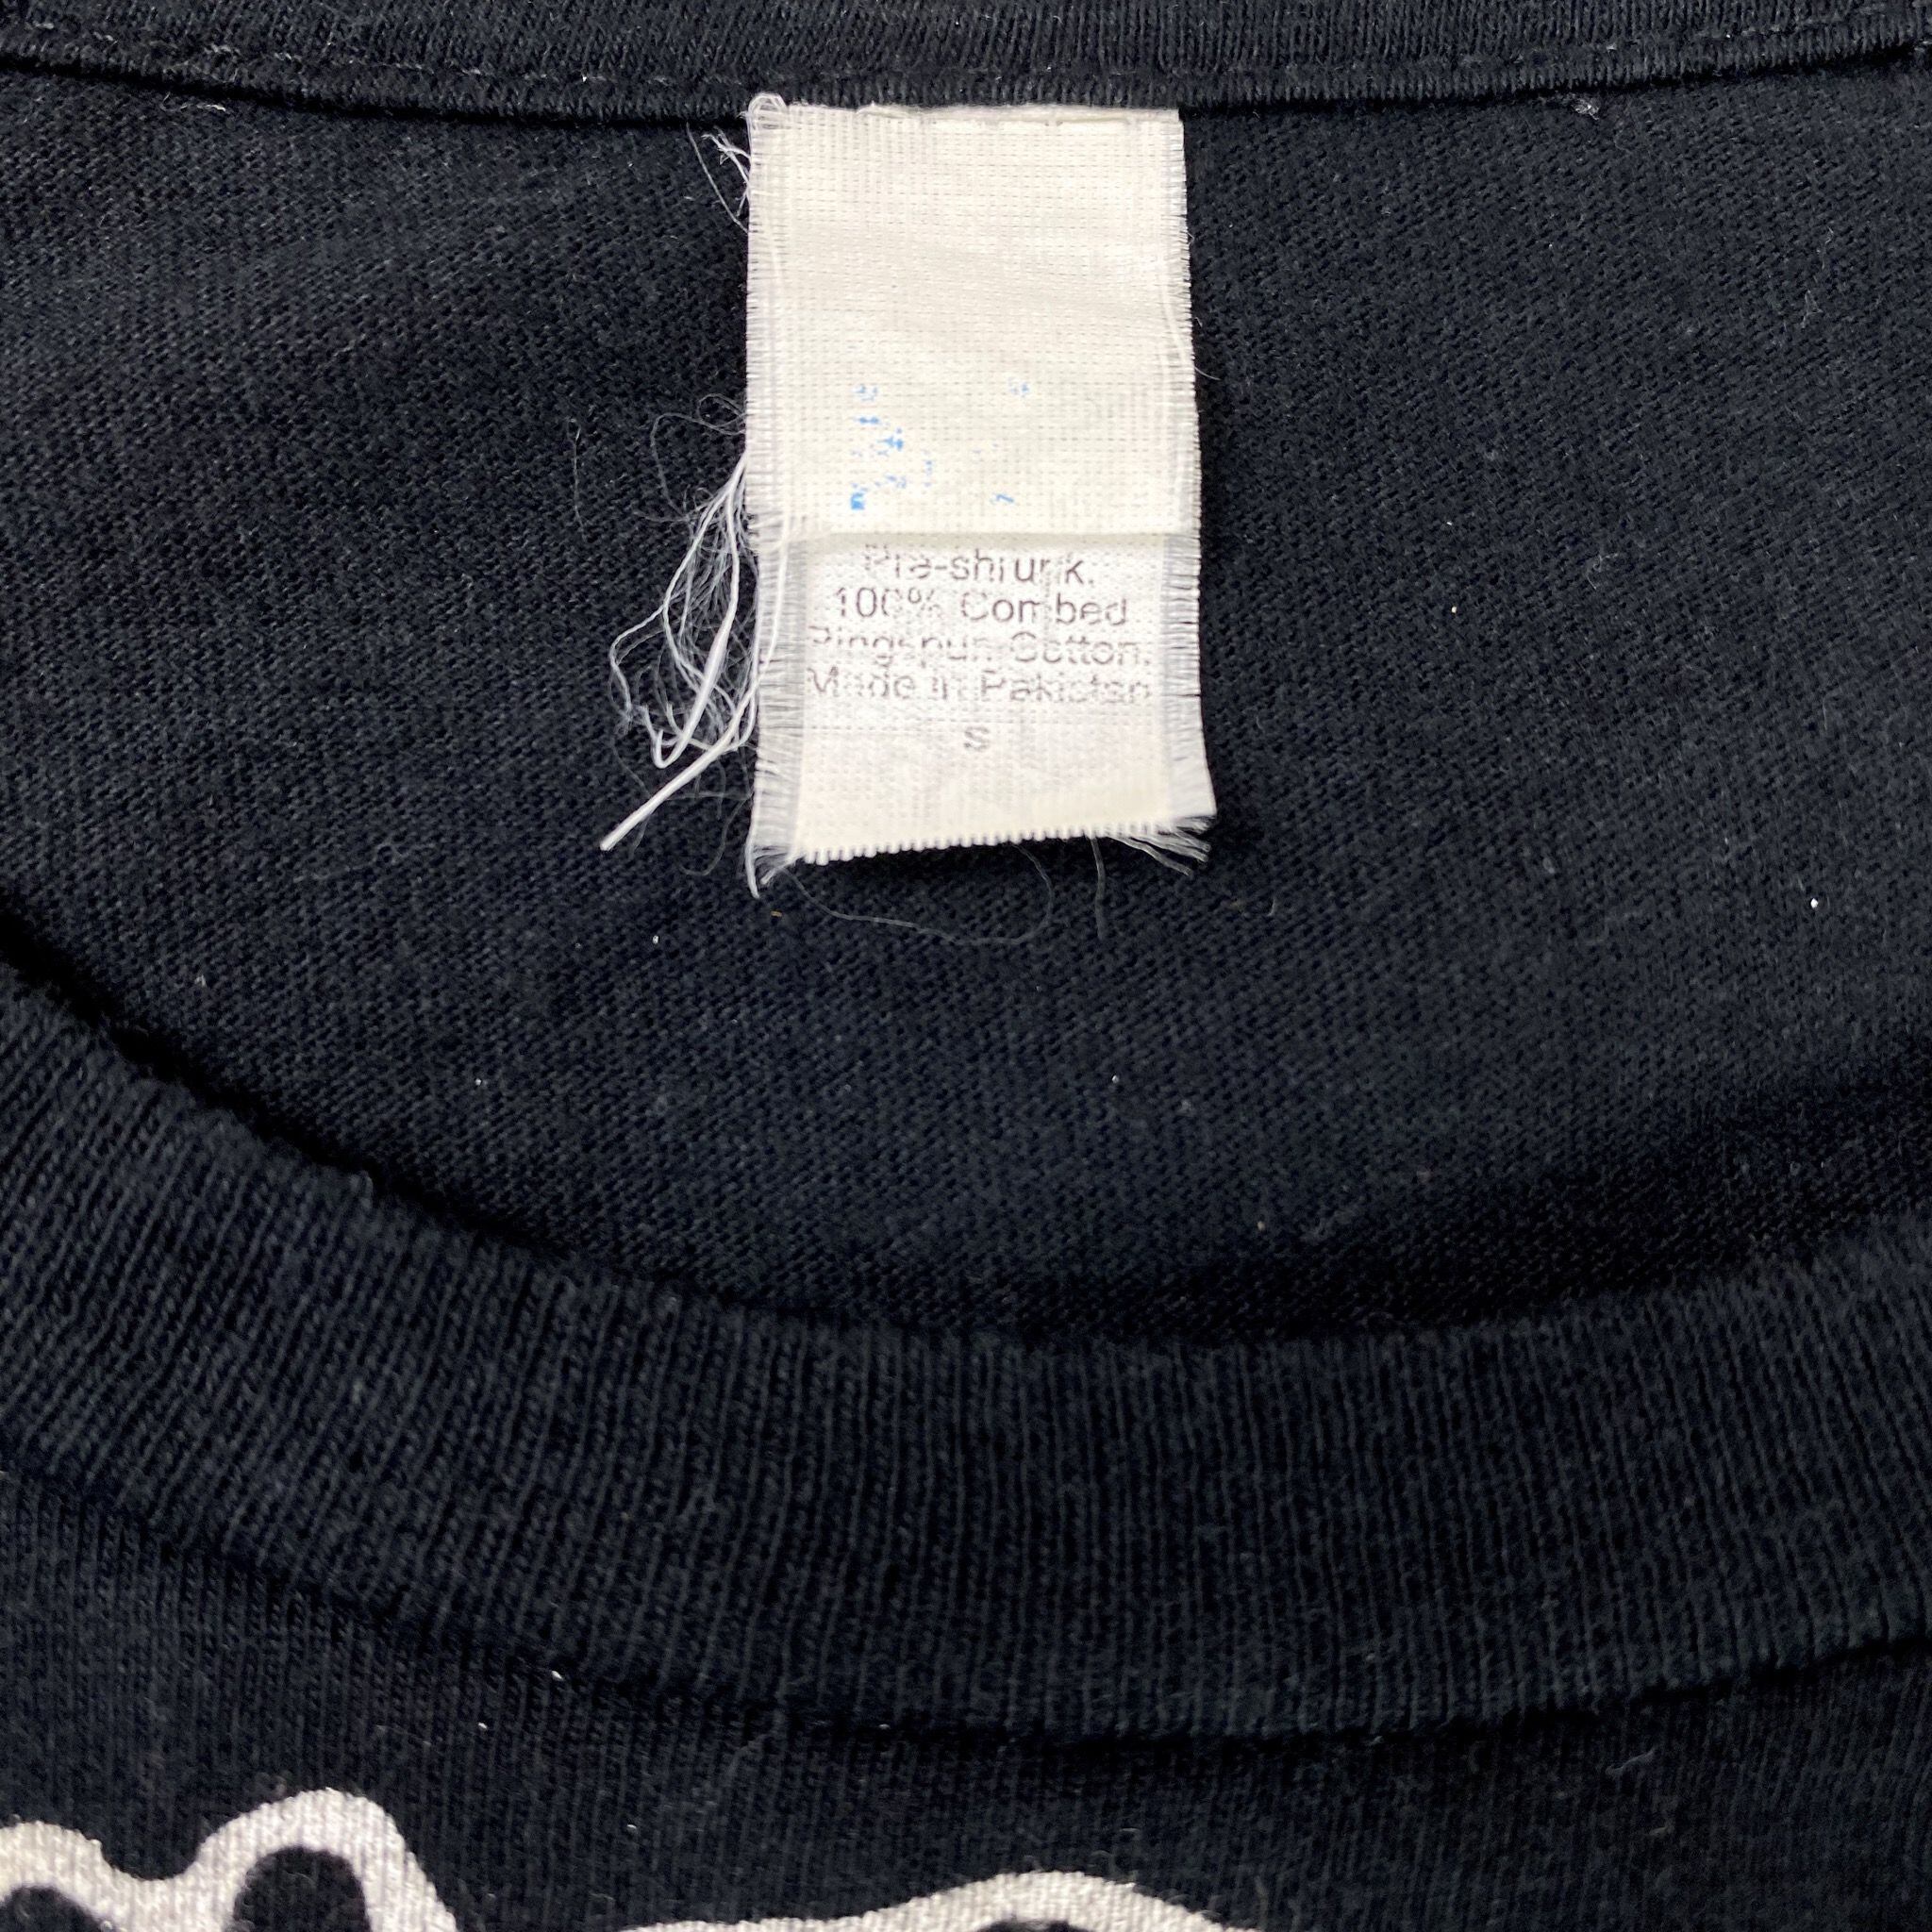 Pre-shrunk.
100% Combed
Ringspun Cotton.
Made in Pakistan
S